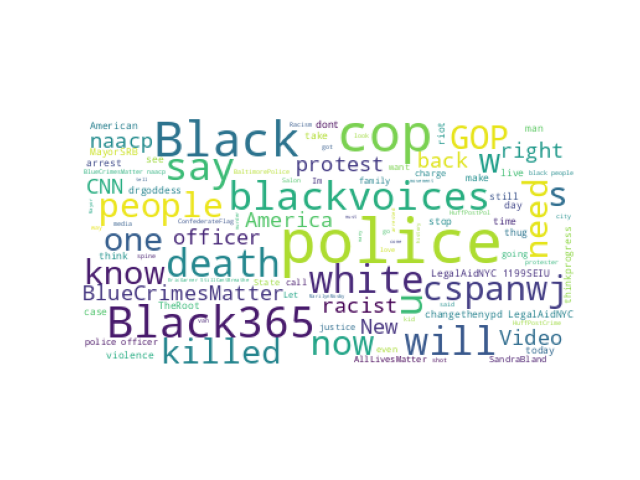 American
naacp
Black
Racism dont
take
look
cop
riot
GOP
w
right
man
MayorSRB
see
say
protest
got
want
back
arrest
charge
live
black people
BlueCrimesMatter naacp
BaltimorePolice
CNN
drgoddess
Salon
Im
family
make
HuffPostPol
people
blackvoices
need
s
still
day
ConfederateFlag
America
stop
time
city
one
officer
police
go
thug
media
think
spine
death
going
protester
thinkprogress
know
white
State
call
LegalAidNYC 1199SEIU
BlueCrimesMatter
Let
u
cspanwj
said
case
TheRoot
racist
changethenypd LegalAidNYC
Black365
van
justice
kid
New
will
Video
HuffPostCrime
police officer
violence
killed
now
even
today
AllLivesMatter
shot
SandraBland